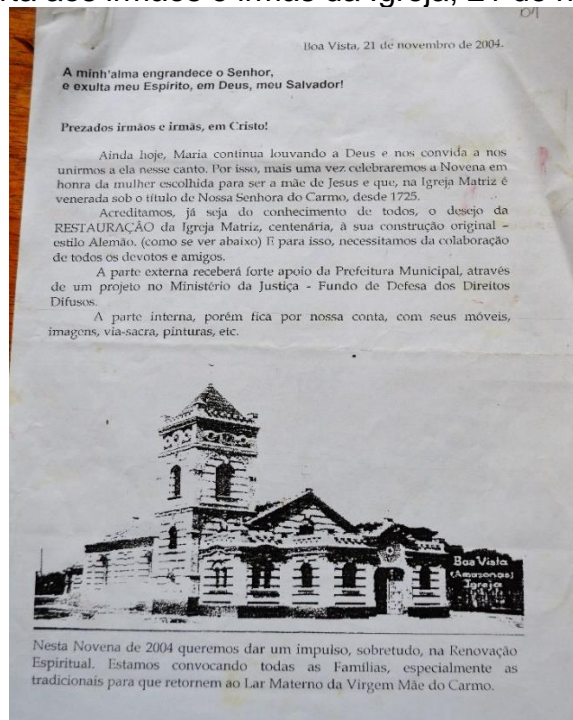 Boa Vista, 21 de novembro de 2004.
A minh'alma engrandece o Senhor,
e exulta meu Espírito, em Deus, meu Salvador!
Prezados irmãos e irmãs, em Cristo!
Ainda hoje, Maria continua louvando a Deus e nos convida a nos
unirmos a ela nesse canto. Por isso, mais uma vez celebraremos a Novena em
honra da mulher escolhida para ser a mãe de Jesus e que, na Igreja Matriz é
venerada sob o título de Nossa Senhora do Carmo, desde 1725.
Acreditamos, já seja do conhecimento de todos, o desejo da
RESTAURAÇÃO da Igreja Matriz, centenária, à sua construção original –
estilo Alemão. (como se ver abaixo) E para isso, necessitamos da colaboração
de todos os devotos e amigos.
A parte externa receberá forte apoio da Prefeitura Municipal, através
de um projeto no Ministério da Justiça - Fundo de Defesa dos Direitos
Difusos.
A parte interna, porém fica por nossa conta, com seus móveis,
imagens, via-sacra, pinturas, etc.
Boa Vista
(Amazonas)
Igreja
Nesta Novena de 2004 queremos dar um impulso, sobretudo, na Renovação
Espiritual. Estamos convocando todas as Famílias, especialmente as
tradicionais para que retornem ao Lar Materno da Virgem Mãe do Carmo.